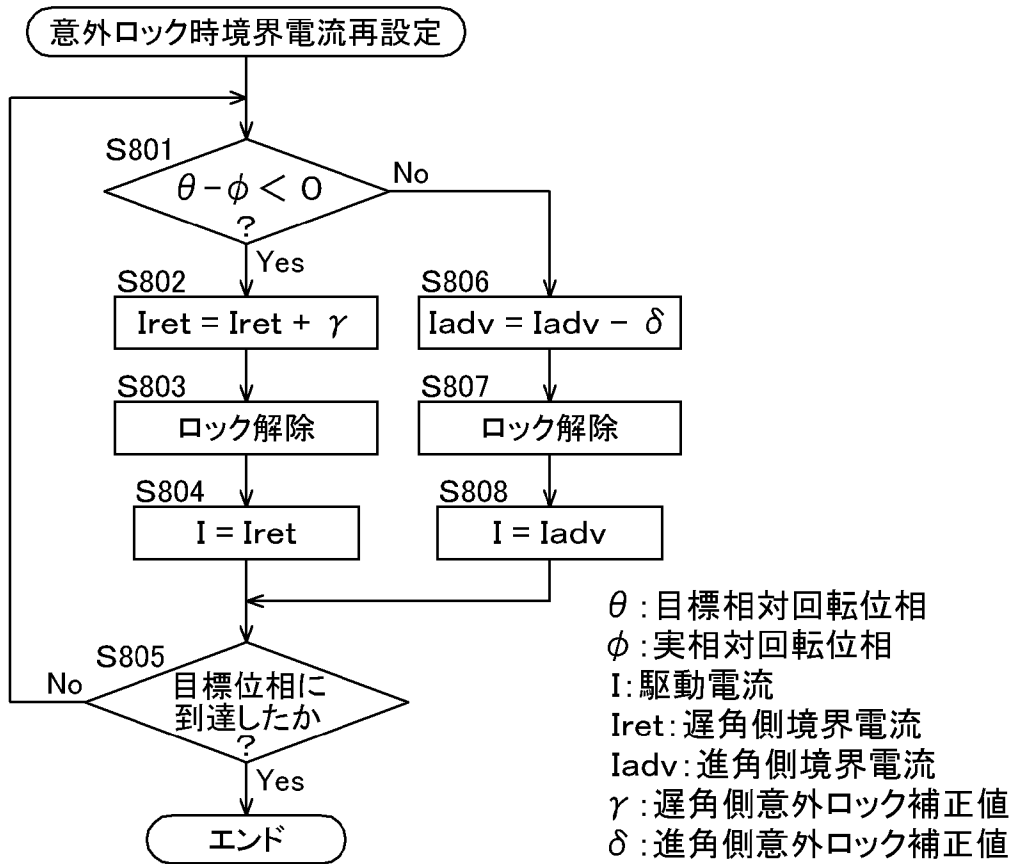 意外ロック時境界電流再設定
S801
θ-φ < 0
?
No
Yes
S802
Iret = Iret + γ
S803
ロック解除
S804
I = Iret
S806
Iadv = Iadv - δ
S807
ロック解除
S808
I = Iadv
S805
目標位相に
到達したか
?
No
Yes
エンド
θ:目標相対回転位相
φ:実相対回転位相
I:駆動電流
Iret:遅角側境界電流
Iadv:進角側境界電流
γ:遅角側意外ロック補正値
δ:進角側意外ロック補正値